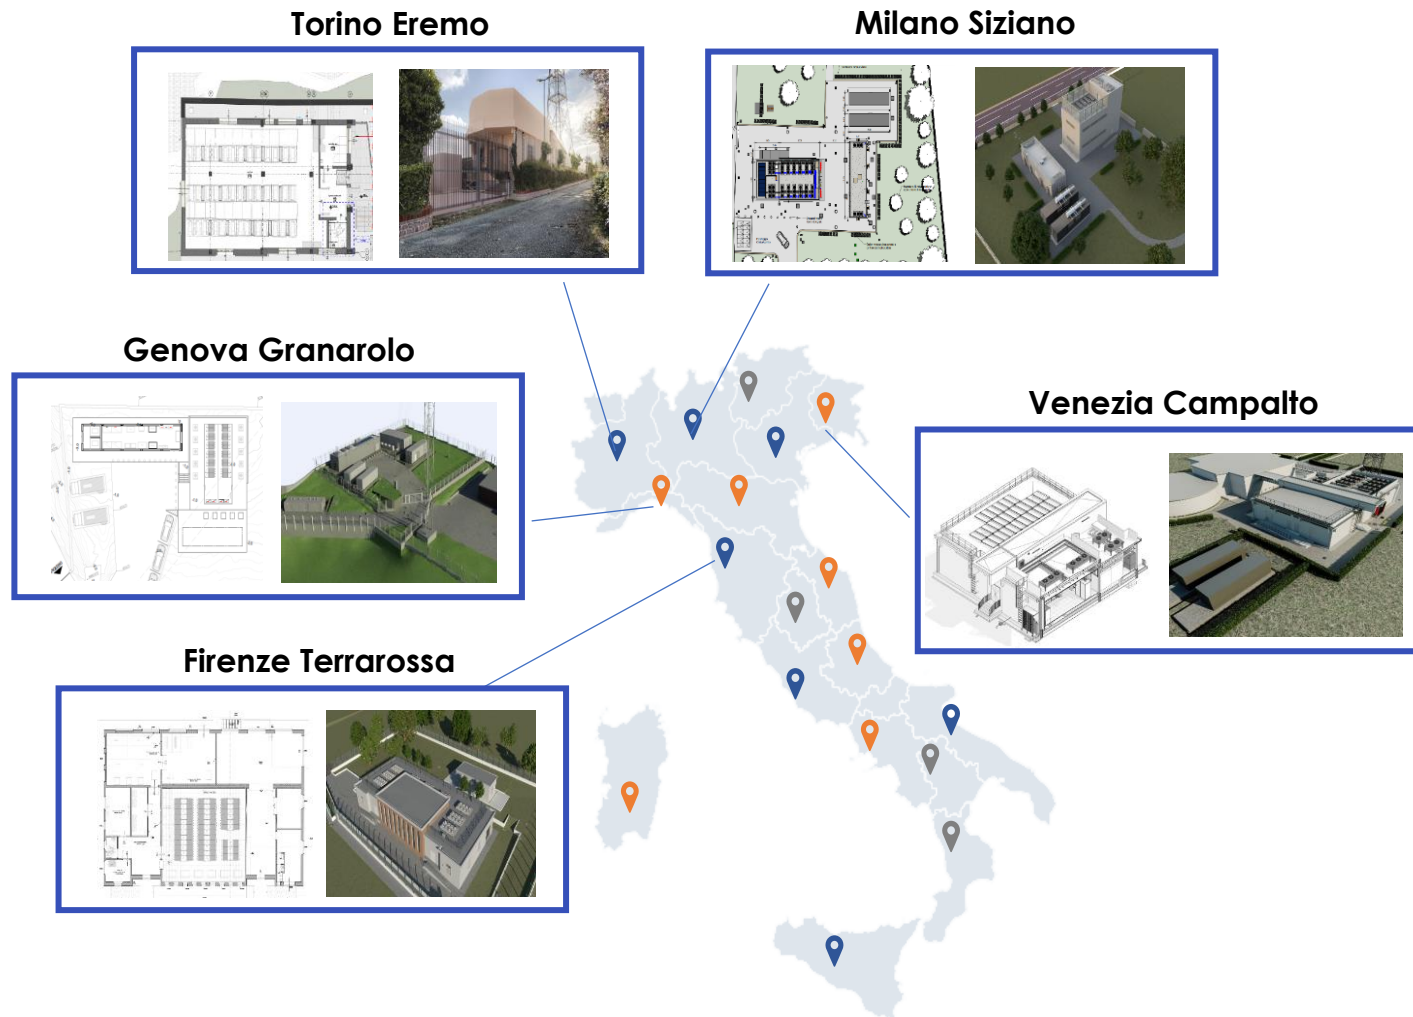 Torino Eremo
Milano Siziano
Genova Granarolo
Venezia Campalto
Firenze Terrarossa